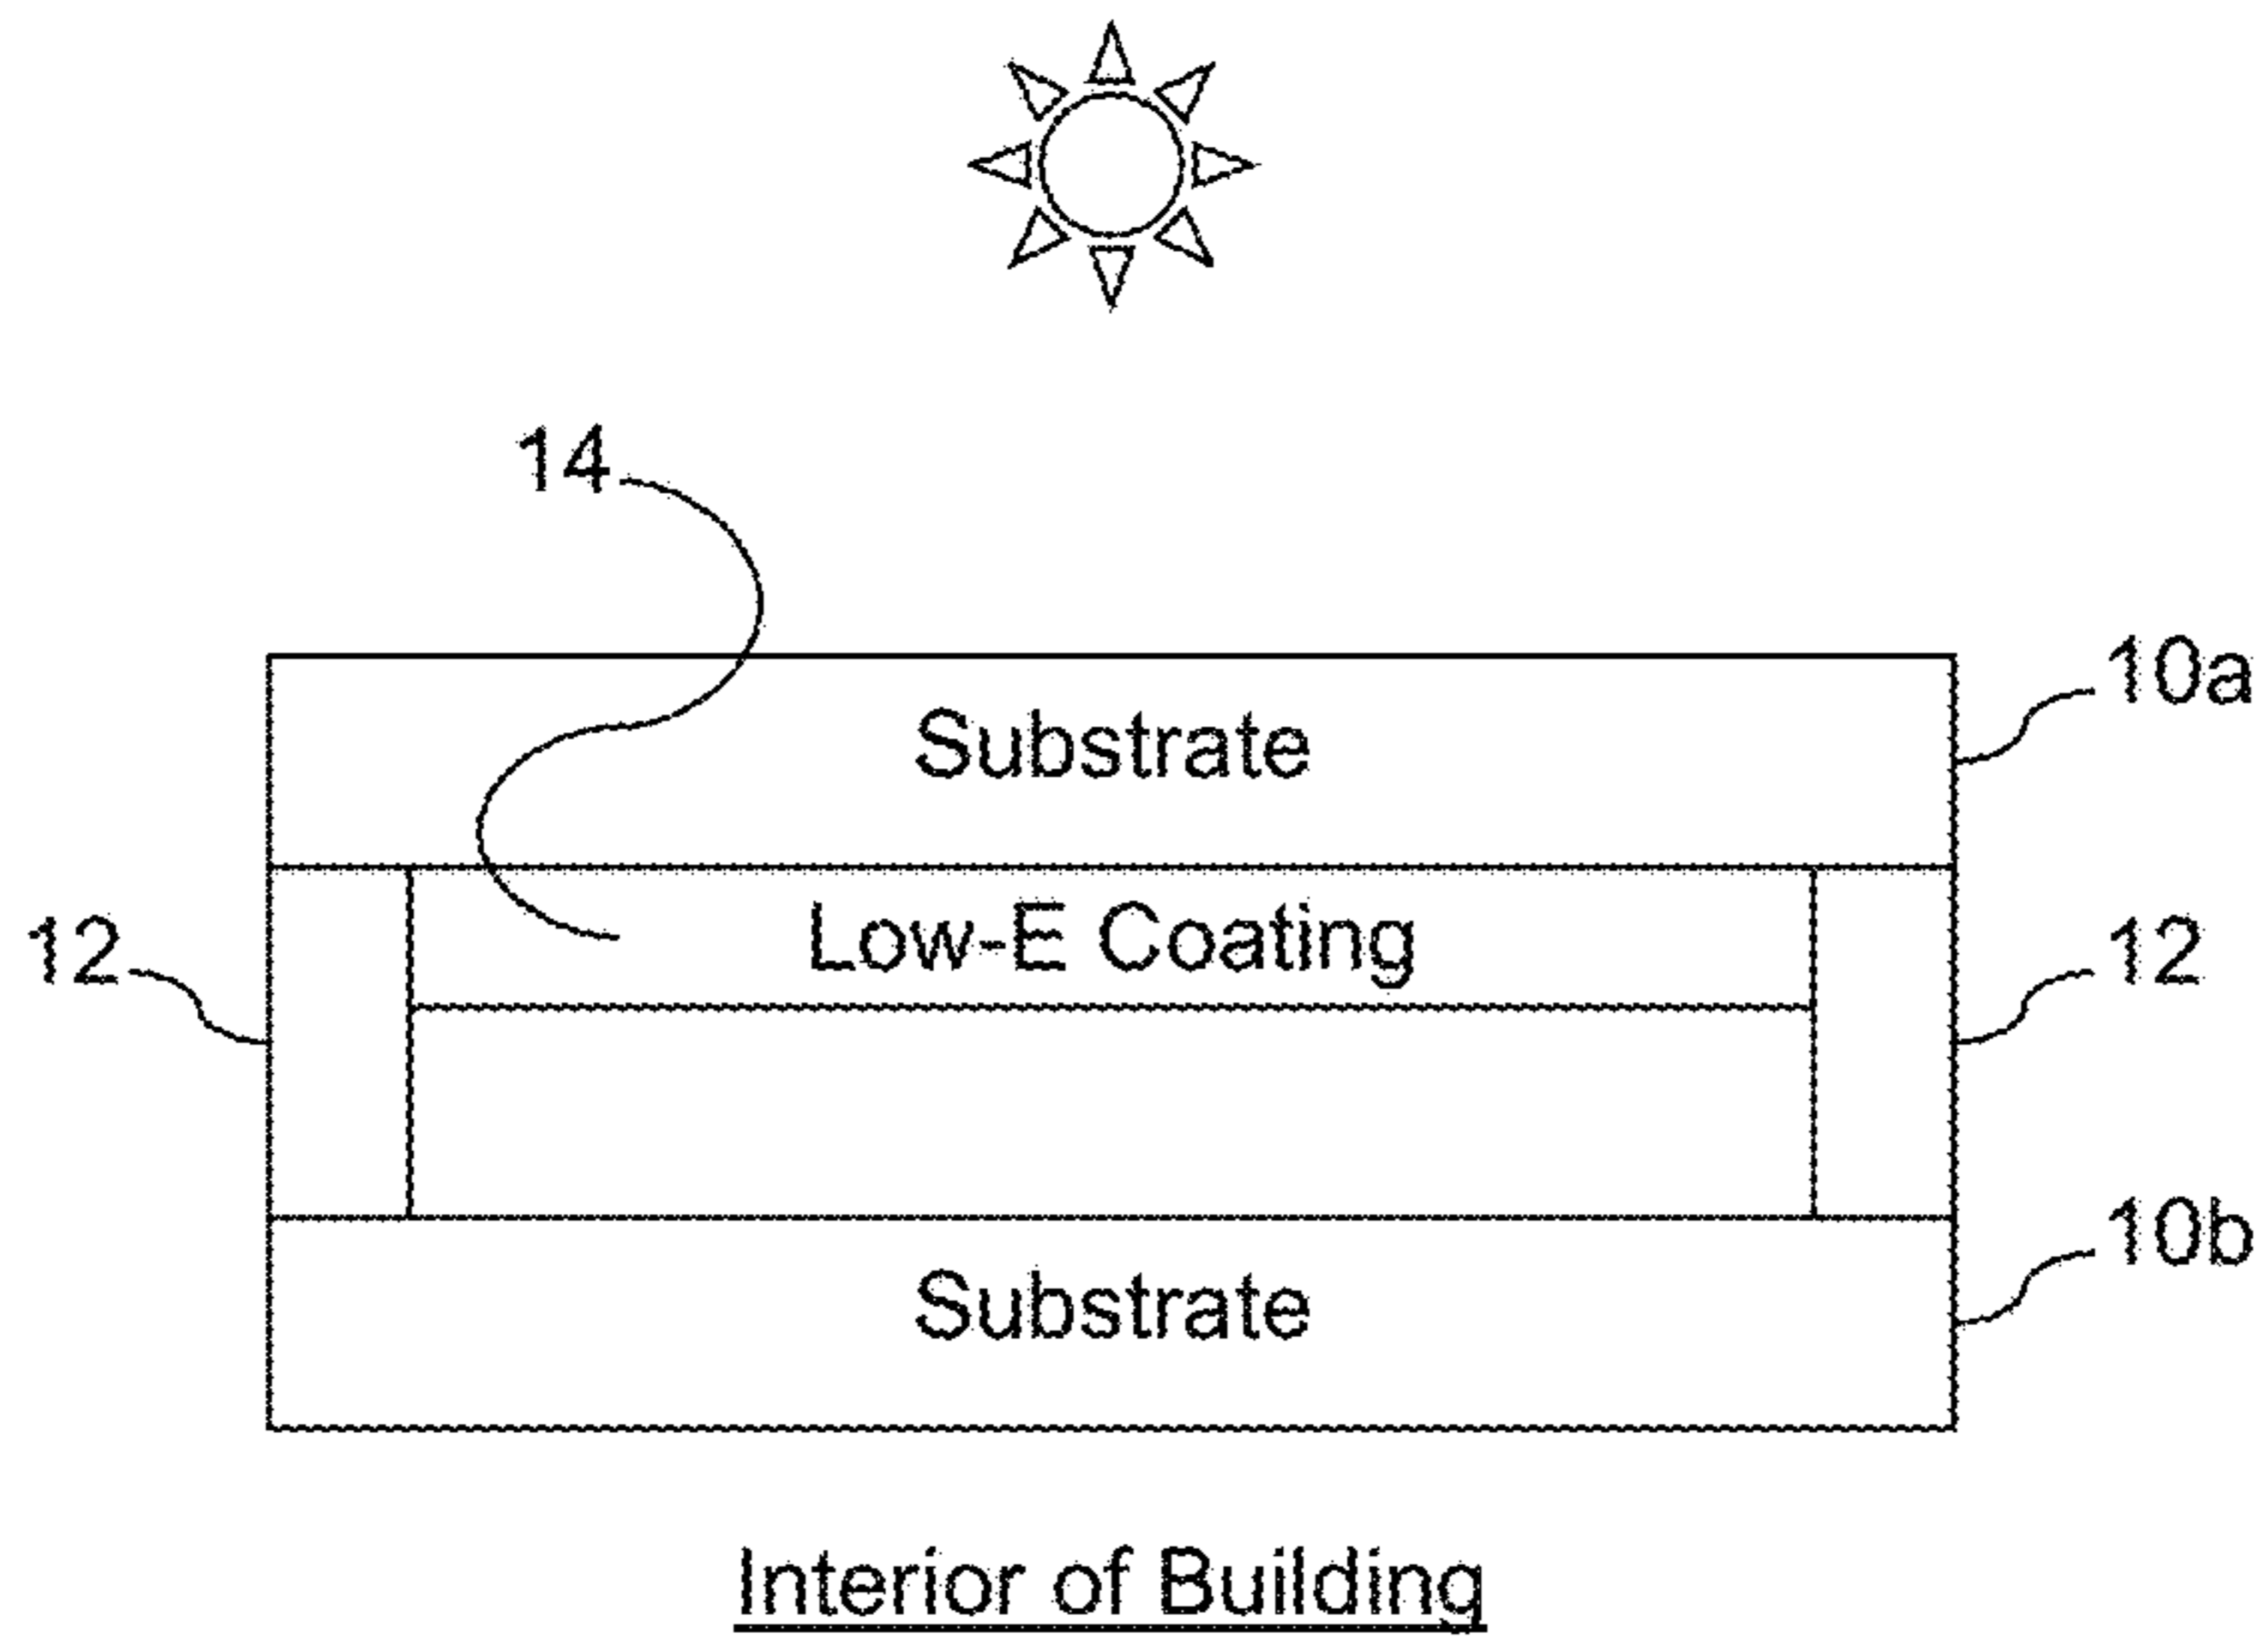 14
10a
Substrate
Low-E Coating
12
12
10b
Substrate
Interior of Building